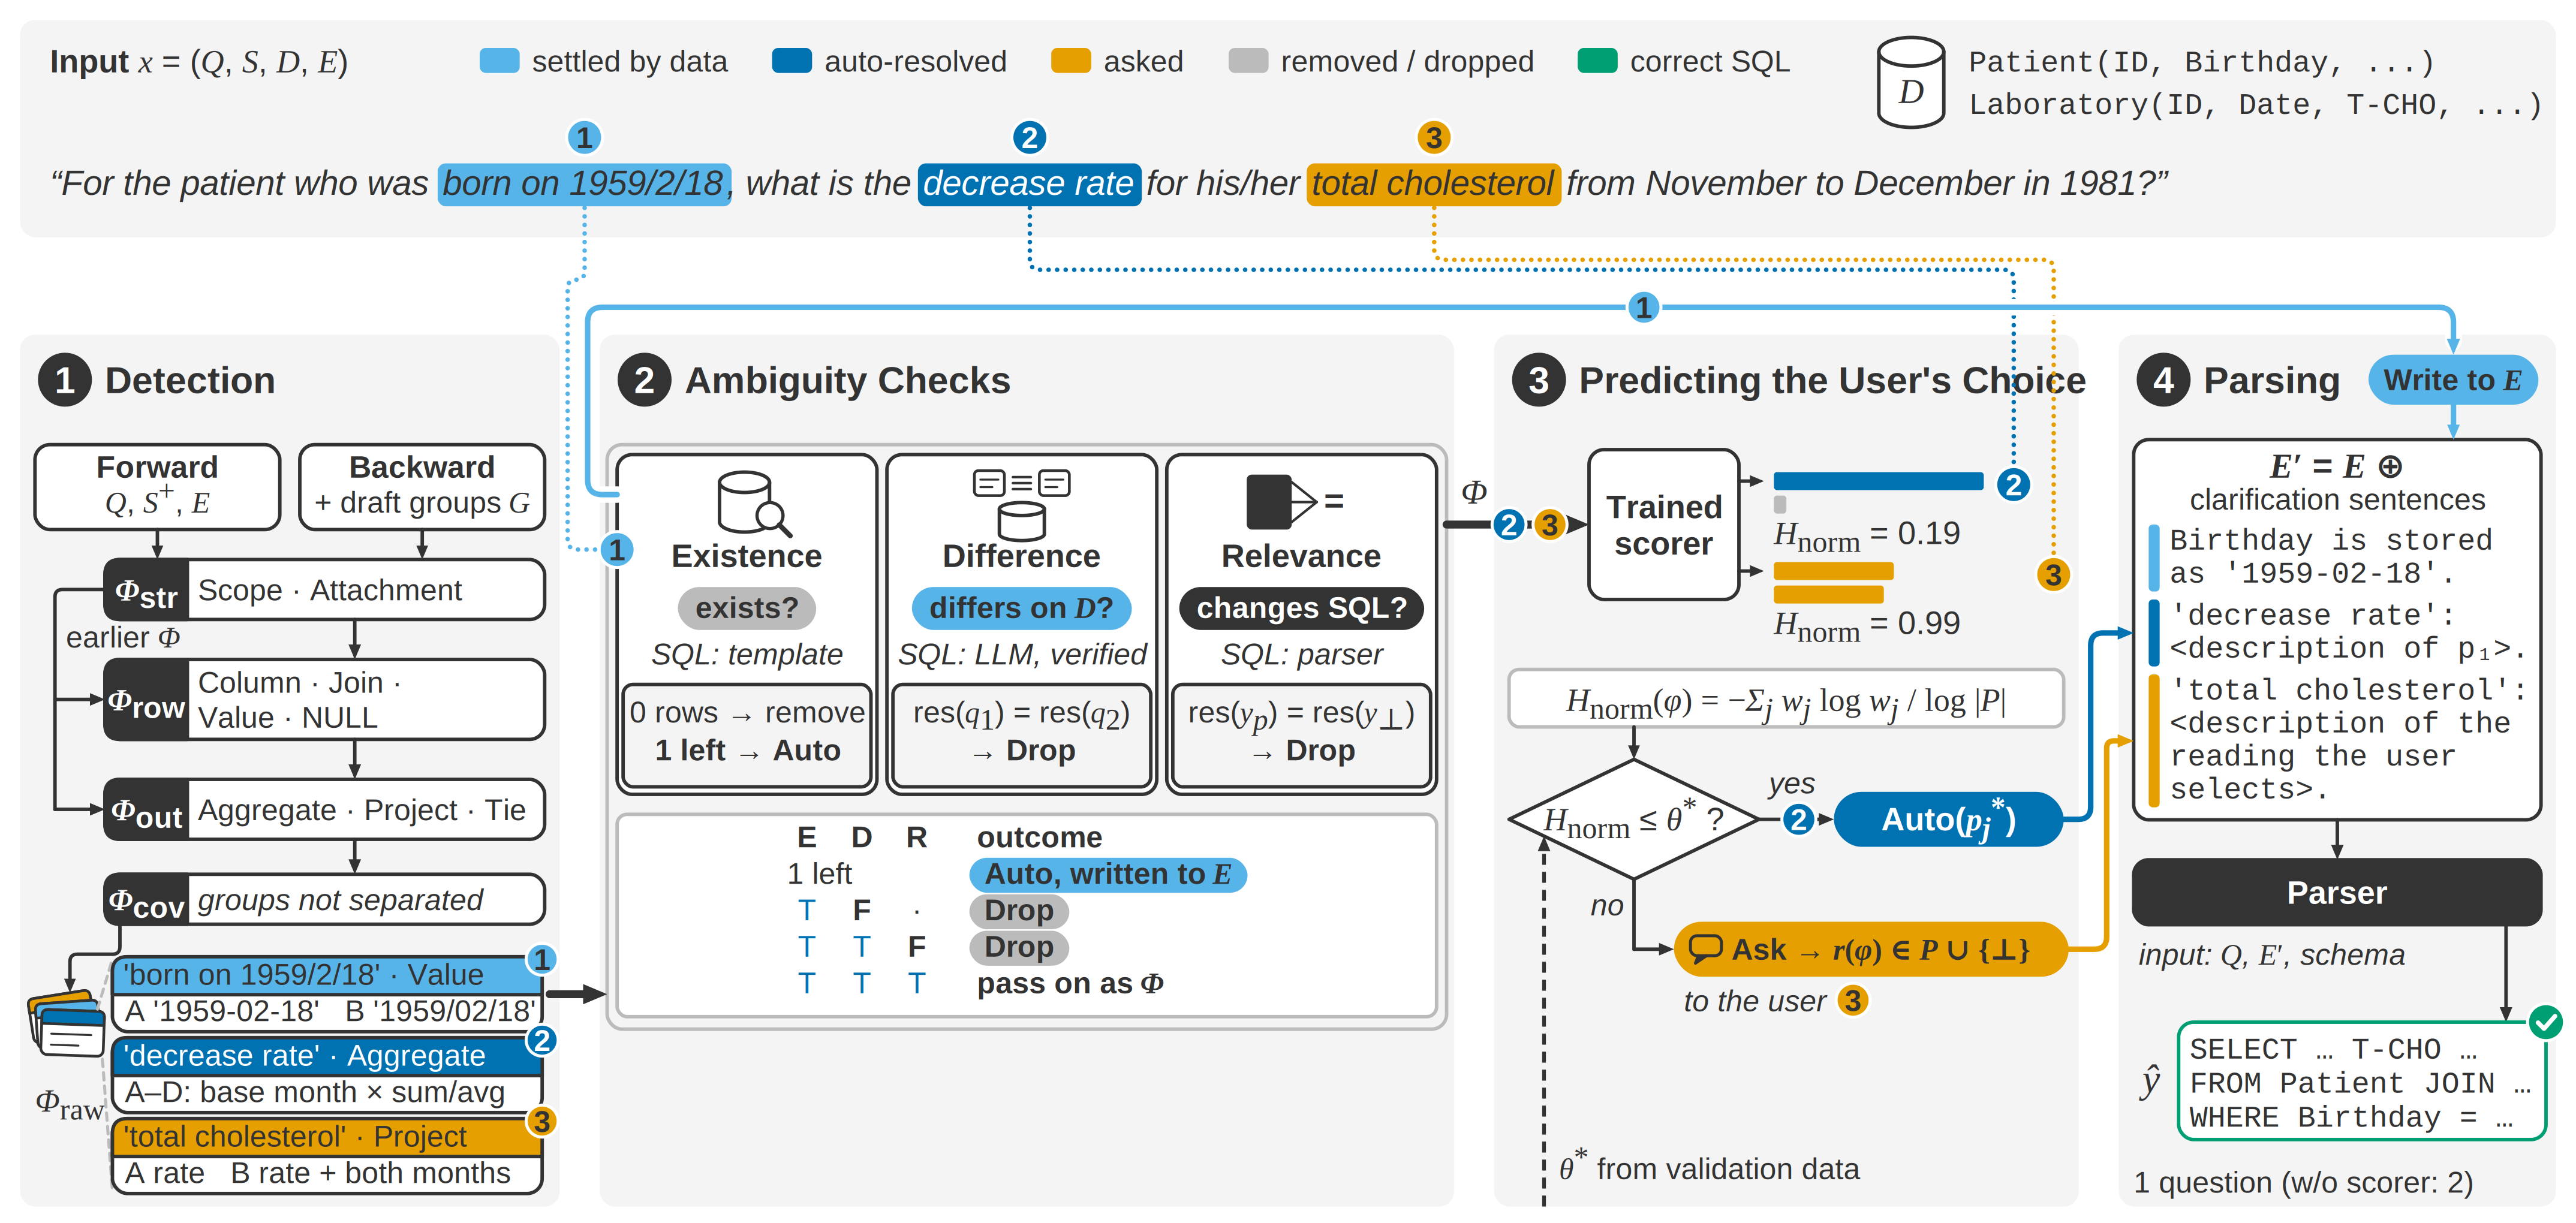 Input x = (Q, S, D, E)
settled by data
auto-resolved
asked
removed / dropped
correct SQL
D
Patient(ID, Birthday, ...)
Laboratory(ID, Date, T-CHO, ...)
1
2
3
“For the patient who was born on 1959/2/18, what is the decrease rate for his/her total cholesterol from November to December in 1981?”
1
1 Detection
Forward
Q, S+, E
Backward
+ draft groups G
Φstr
Scope · Attachment
earlier Φ
Φrow
Column · Join ·
Value · NULL
Φout
Aggregate · Project · Tie
Φcov
groups not separated
Φraw
'born on 1959/2/18' · Value
1
A '1959-02-18' B '1959/02/18'
'decrease rate' · Aggregate
2
A–D: base month × sum/avg
'total cholesterol' · Project
3
A rate B rate + both months
2 Ambiguity Checks
1
Existence
exists?
SQL: template
0 rows → remove
1 left → Auto
Difference
differs on D?
SQL: LLM, verified
res(q1) = res(q2)
→ Drop
=
Relevance
changes SQL?
SQL: parser
res(yp) = res(y⊥)
→ Drop
E D R outcome
1 left Auto, written to E
T F · Drop
T T F Drop
T T T pass on as Φ
Φ
2 3
3 Predicting the User's Choice
Trained
scorer
2
Hnorm = 0.19
3
Hnorm = 0.99
Hnorm(φ) = −Σj wj log wj / log |P|
Hnorm ≤ θ* ?
yes
2
Auto(pj*)
no
Ask → r(φ) ∈ P ∪ {⊥}
to the user 3
θ* from validation data
4 Parsing
Write to E
E′ = E ⊕
clarification sentences
Birthday is stored
as '1959-02-18'.
'decrease rate':
<description of p₁>.
'total cholesterol':
<description of the
reading the user
selects>.
Parser
input: Q, E′, schema
ŷ
SELECT … T-CHO …
FROM Patient JOIN …
WHERE Birthday = …
1 question (w/o scorer: 2)